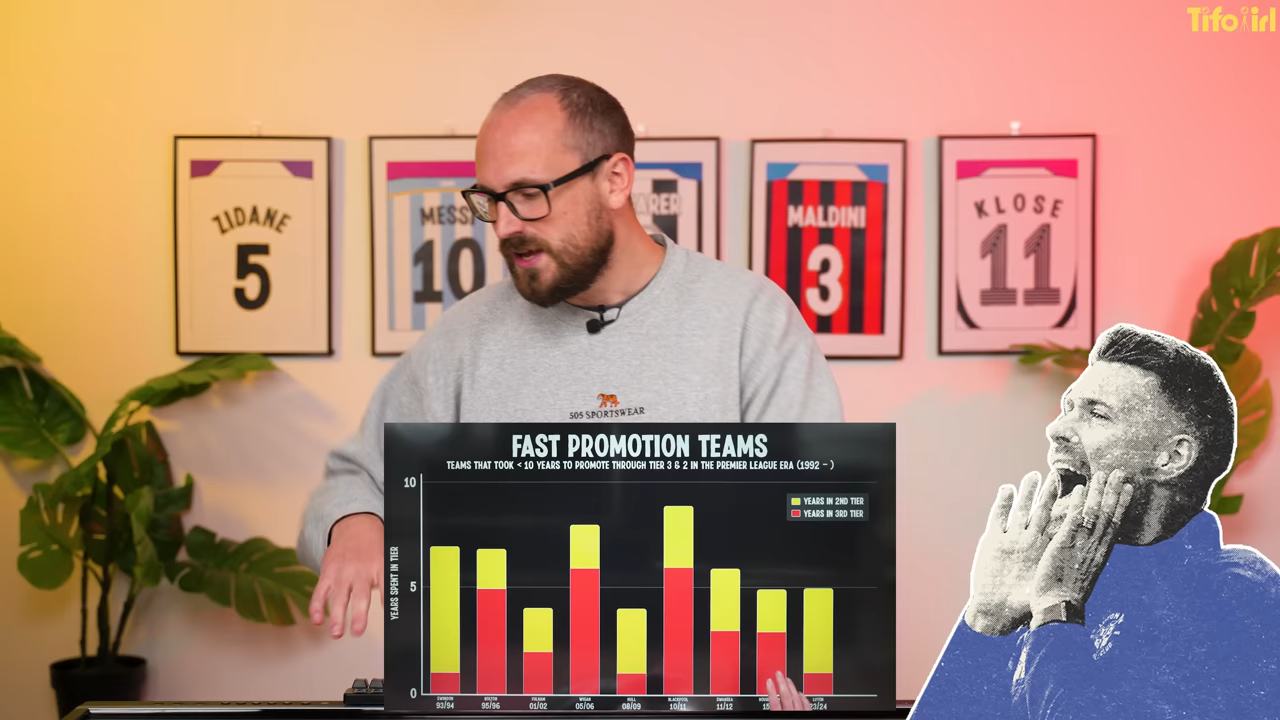 Tifo irl
ZIDANE
5
MESSI
10
MALDINI
3
KLOSE
11
505 SPORTSWEAR
FAST PROMOTION TEAMS
TEAMS THAT TOOK < 10 YEARS TO PROMOTE THROUGH TIER 3 & 2 IN THE PREMIER LEAGUE ERA (1992 - )
10
YEARS IN 2ND TIER
YEARS IN 3RD TIER
YEARS SPENT IN TIER
5
0
SWINDON BOLTON FULHAM WIGAN HULL BLACKPOOL SWANSEA LUTON
93/94 95/96 01/02 05/06 08/09 10/11 11/12 23/24